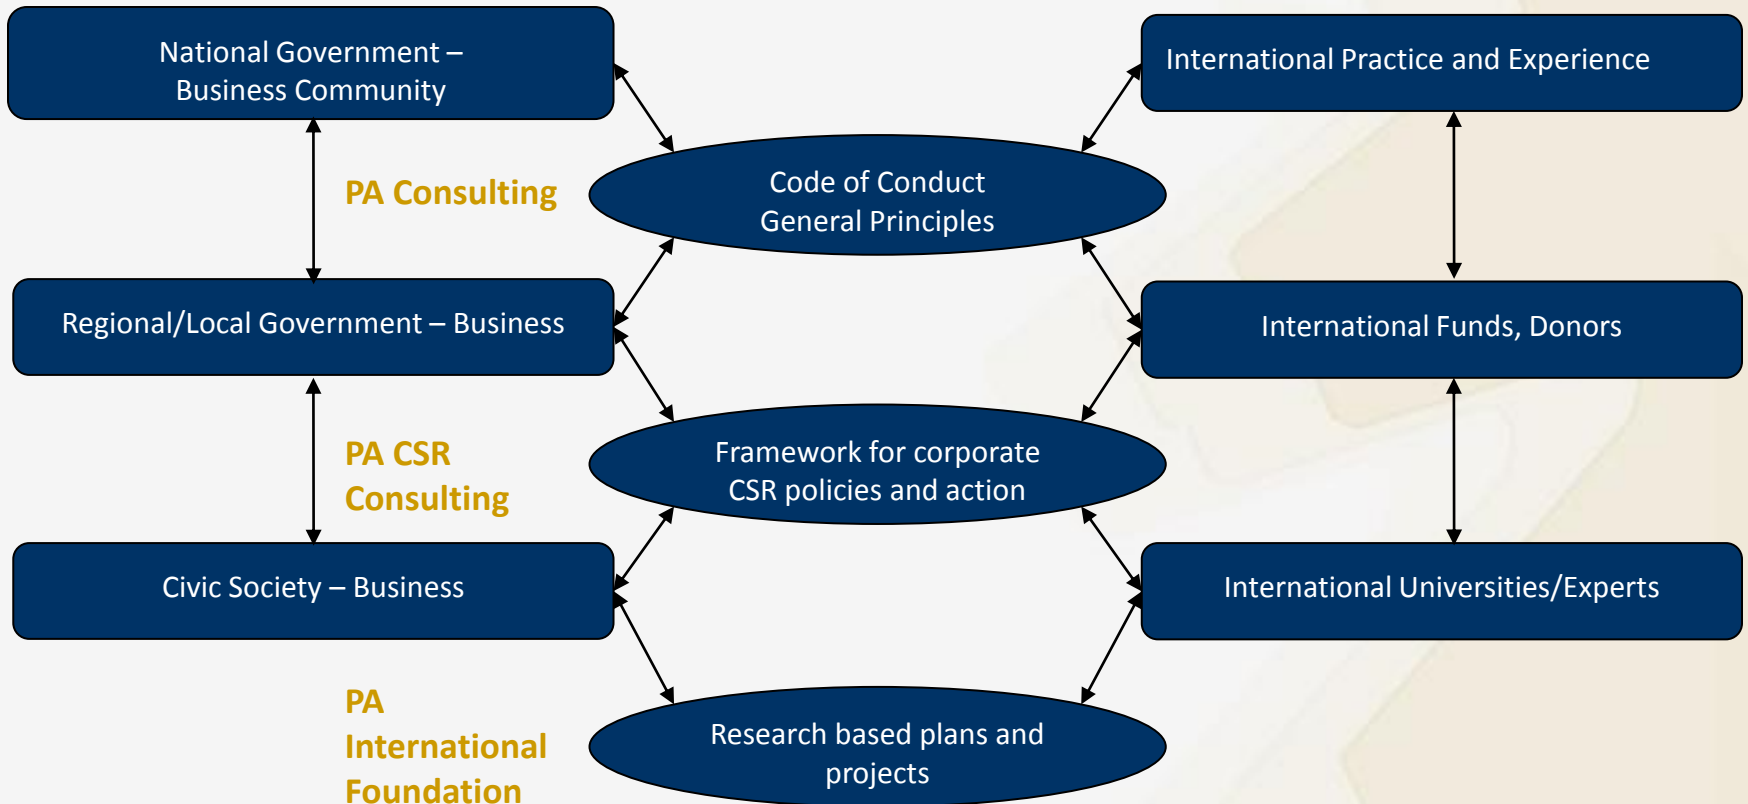 National Government –
Business Community
International Practice and Experience
PA Consulting
Code of Conduct
General Principles
Regional/Local Government – Business
International Funds, Donors
PA CSR
Consulting
Framework for corporate
CSR policies and action
Civic Society – Business
International Universities/Experts
PA
International
Foundation
Research based plans and
projects